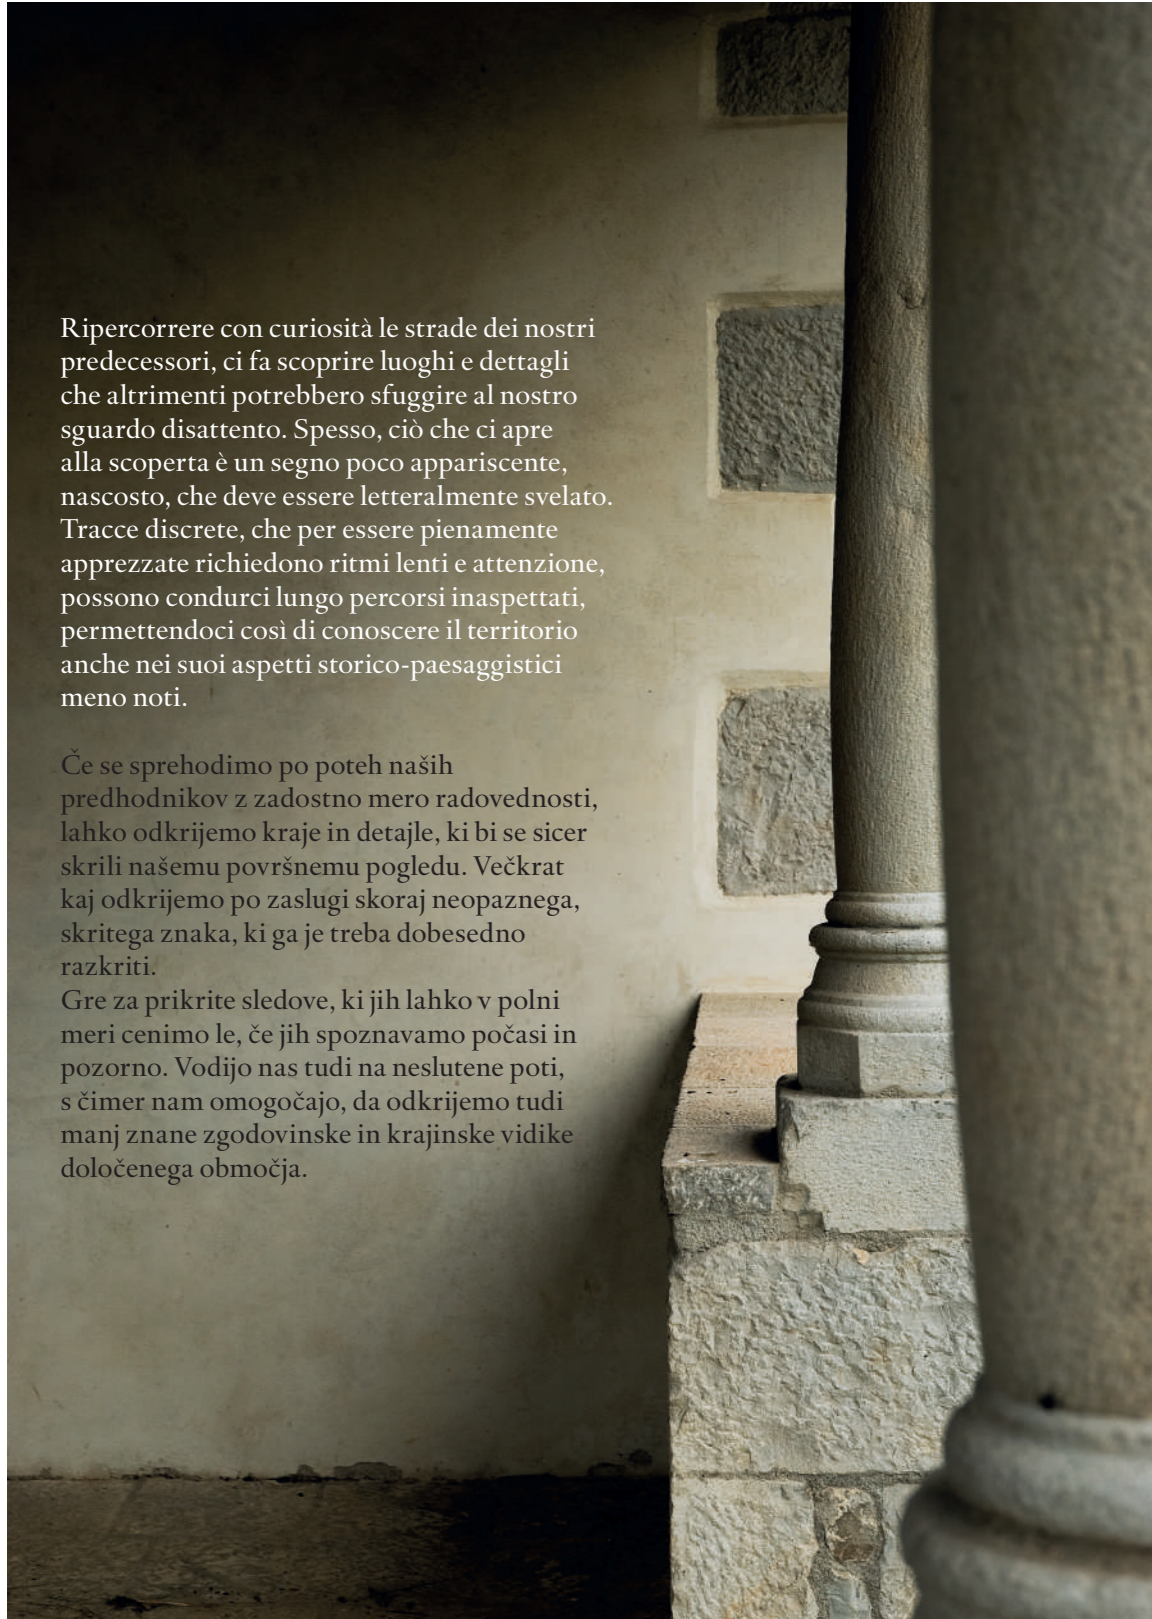 Ripercorrere con curiosità le strade dei nostri
predecessori, ci fa scoprire luoghi e dettagli
che altrimenti potrebbero sfuggire al nostro
sguardo disattento. Spesso, ciò che ci apre
alla scoperta è un segno poco appariscente,
nascosto, che deve essere letteralmente svelato.
Tracce discrete, che per essere pienamente
apprezzate richiedono ritmi lenti e attenzione,
possono condurci lungo percorsi inaspettati,
permettendoci così di conoscere il territorio
anche nei suoi aspetti storico-paesaggistici
meno noti.
Če se sprehodimo po poteh naših
predhodnikov z zadostno mero radovednosti,
lahko odkrijemo kraje in detajle, ki bi se sicer
skrili našemu površnemu pogledu. Večkrat
kaj odkrijemo po zaslugi skoraj neopaznega,
skritega znaka, ki ga je treba dobesedno
razkriti.
Gre za prikrite sledove, ki jih lahko v polni
meri cenimo le, če jih spoznavamo počasi in
pozorno. Vodijo nas tudi na neslutene poti,
s čimer nam omogočajo, da odkrijemo tudi
manj znane zgodovinske in krajinske vidike
določenega območja.